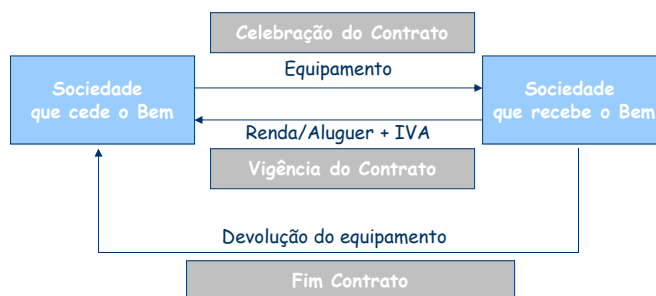 Celebração do Contrato
Equipamento
Sociedade
que cede o Bem
Sociedade
que recebe o Bem
Renda/Aluguer + IVA
Vigência do Contrato
Devolução do equipamento
Fim Contrato